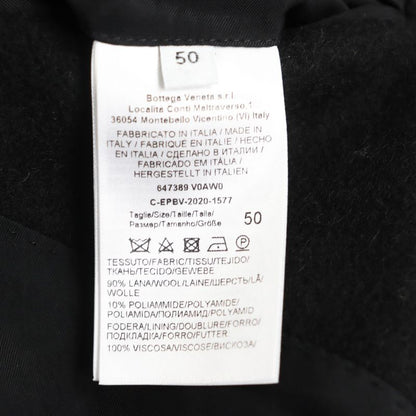 50
Bottega Veneta s.r.l.
Località Conti Maltraverso,1
36054 Montebello Vicentino (VI) Italy
FABBRICATO IN ITALIA / MADE IN
ITALY / FABRIQUE EN ITALIE / HECHO
EN ITALIA / СДЕЛАНО В ИТАЛИИ /
FABRICADO EM ITALIA /
HERGESTELLT IN ITALIEN
647389 V0AW0
C-EPBV-2020-1577
Taglia/Size/Taille/Talla/
Размер/Tamanho/Größe/ 50
TESSUTO/FABRIC/TISSU/TEJIDO/
ТКАНЬ/TECIDO/GEWEBE
90% LANA/WOOL/LAINE/ШЕРСТЬ/LÃ/
WOLLE
10% POLIAMMIDE/POLYAMIDE/
POLIAMIDA/ПОЛИАМИД/POLYAMID
FODERA/LINING/DOUBLURE/FORRO/
ПОДКЛАДКА/FORRO/FUTTER
100% VISCOSA/VISCOSE/ВИСКОЗА/